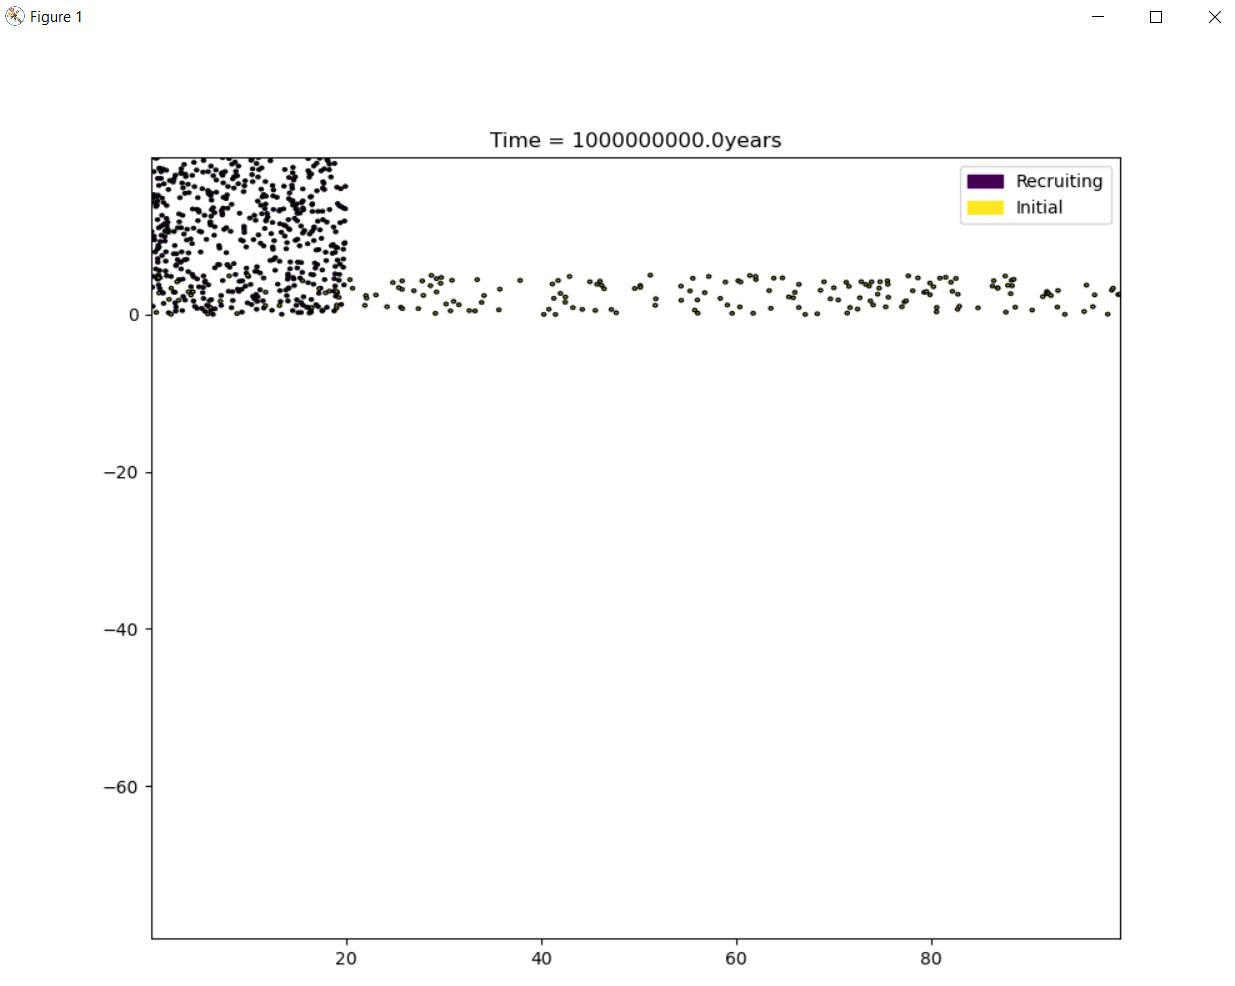 Figure 1
Time = 1000000000.0years
Recruiting
Initial
0
−20
−40
−60
20 40 60 80